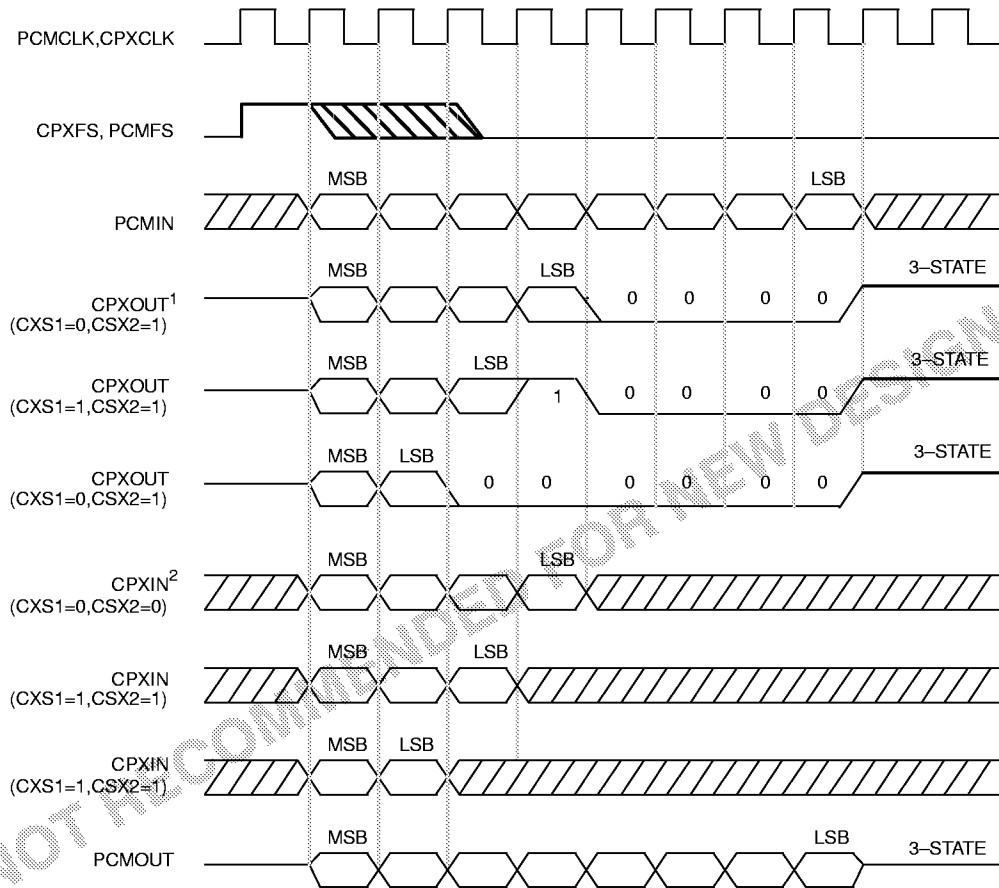 PCMCLK,CPXCLK
CPXFS, PCMFS
MSB LSB
PCMIN
MSB LSB 3–STATE
CPXOUT1 0 0 0 0
(CXS1=0,CSX2=1)
MSB LSB 3–STATE
CPXOUT 1 0 0 0 0
(CXS1=1,CSX2=1)
MSB LSB 3–STATE
CPXOUT 0 0 0 0 0 0
(CXS1=0,CSX2=1)
MSB LSB
CPXIN2
(CXS1=0,CSX2=0)
MSB LSB
CPXIN
(CXS1=1,CSX2=1)
MSB LSB
CPXIN
(CXS1=1,CSX2=1)
MSB LSB 3–STATE
PCMOUT
NOT RECOMMENDED FOR NEW DESIGN